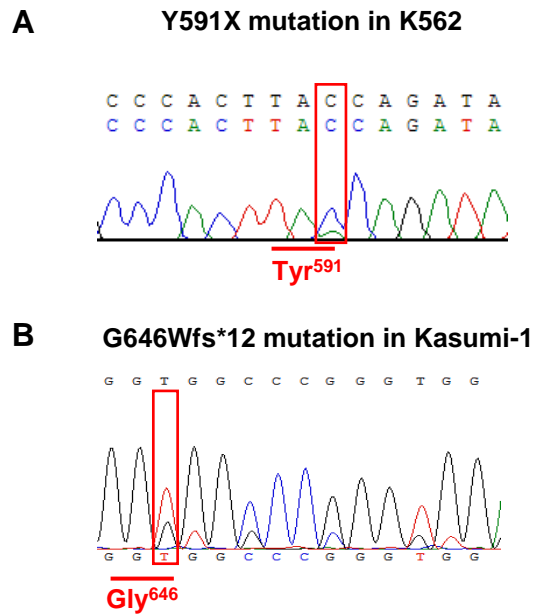 A
Y591X mutation in K562
C C C A C T T A C C A G A T A
C C C A C T T A C C A G A T A
Tyr591
B
G646Wfs*12 mutation in Kasumi-1
G G T G G C C C G G G T G G
G G T G G C C C G G G T G G
Gly646